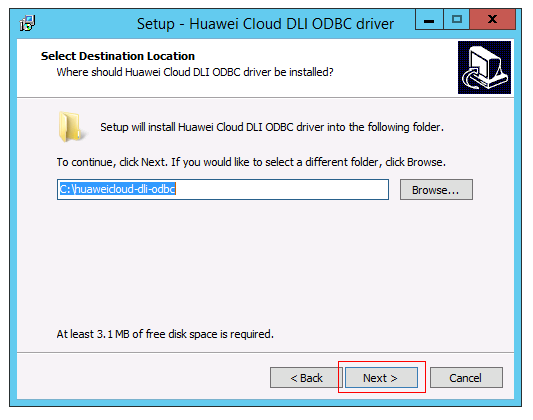 Setup - Huawei Cloud DLI ODBC driver
Select Destination Location
Where should Huawei Cloud DLI ODBC driver be installed?
Setup will install Huawei Cloud DLI ODBC driver into the following folder.
To continue, click Next. If you would like to select a different folder, click Browse.
C:\huaweicloud-dli-odbc
Browse...
At least 3.1 MB of free disk space is required.
< Back
Next >
Cancel